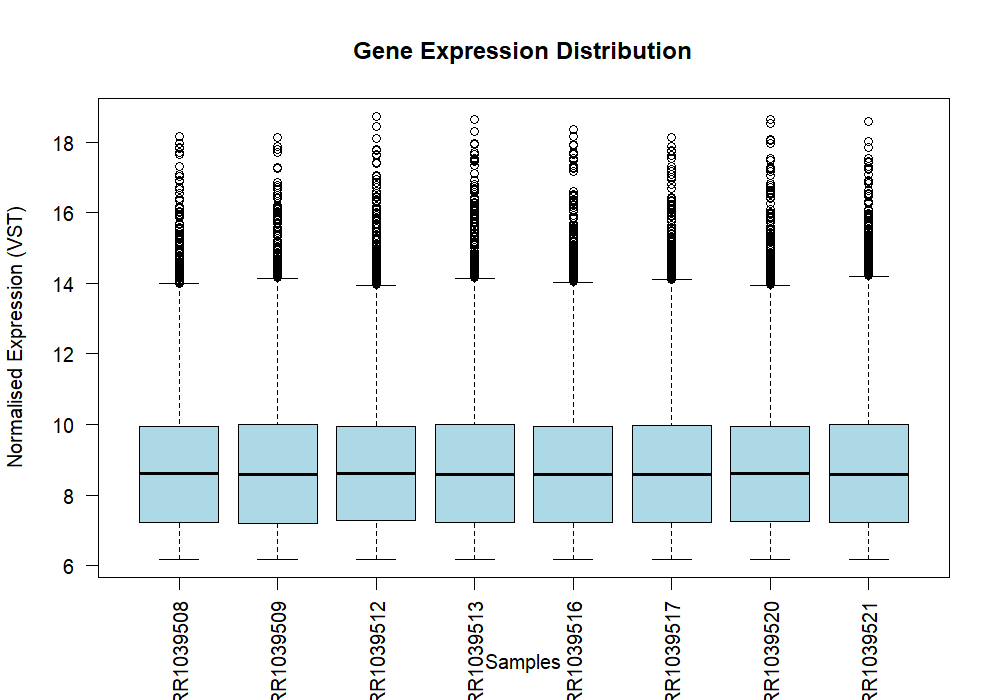 Gene Expression Distribution
Normalised Expression (VST)
18
16
14
12
10
8
6
RR1039508
RR1039509
RR1039512
RR1039513
RR1039516
RR1039517
RR1039520
RR1039521
Samples